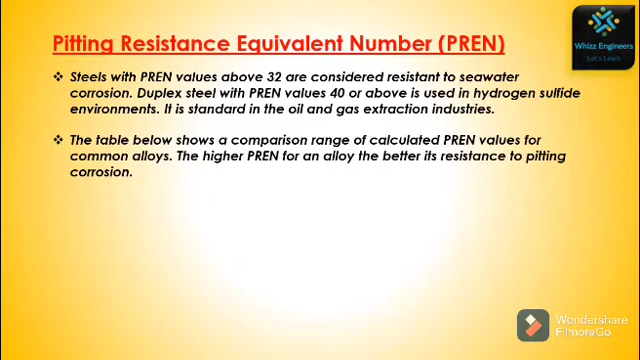 Pitting Resistance Equivalent Number (PREN)
Whizz Engineers
Let's Learn
❖ Steels with PREN values above 32 are considered resistant to seawater
corrosion. Duplex steel with PREN values 40 or above is used in hydrogen sulfide
environments. It is standard in the oil and gas extraction industries.
❖ The table below shows a comparison range of calculated PREN values for
common alloys. The higher PREN for an alloy the better its resistance to pitting
corrosion.
Wondershare
FilmoraGo